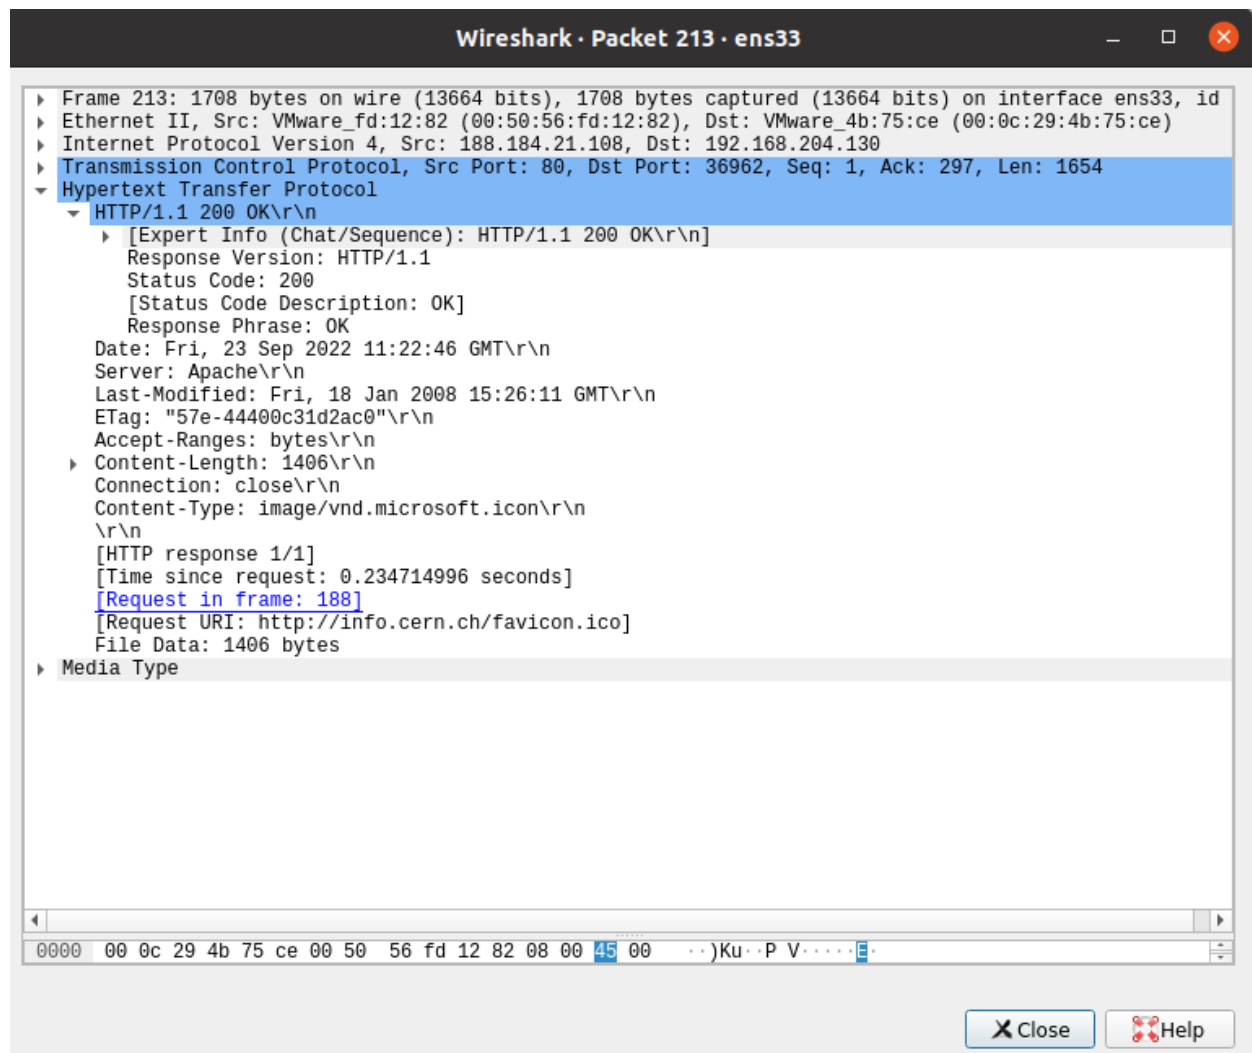 Wireshark · Packet 213 · ens33
Frame 213: 1708 bytes on wire (13664 bits), 1708 bytes captured (13664 bits) on interface ens33, id
Ethernet II, Src: VMware_fd:12:82 (00:50:56:fd:12:82), Dst: VMware_4b:75:ce (00:0c:29:4b:75:ce)
Internet Protocol Version 4, Src: 188.184.21.108, Dst: 192.168.204.130
Transmission Control Protocol, Src Port: 80, Dst Port: 36962, Seq: 1, Ack: 297, Len: 1654
Hypertext Transfer Protocol
HTTP/1.1 200 OK\r\n
[Expert Info (Chat/Sequence): HTTP/1.1 200 OK\r\n]
Response Version: HTTP/1.1
Status Code: 200
[Status Code Description: OK]
Response Phrase: OK
Date: Fri, 23 Sep 2022 11:22:46 GMT\r\n
Server: Apache\r\n
Last-Modified: Fri, 18 Jan 2008 15:26:11 GMT\r\n
ETag: "57e-44400c31d2ac0"\r\n
Accept-Ranges: bytes\r\n
Content-Length: 1406\r\n
Connection: close\r\n
Content-Type: image/vnd.microsoft.icon\r\n
\r\n
[HTTP response 1/1]
[Time since request: 0.234714996 seconds]
[Request in frame: 188]
[Request URI: http://info.cern.ch/favicon.ico]
File Data: 1406 bytes
Media Type
0000 00 0c 29 4b 75 ce 00 50 56 fd 12 82 08 00 45 00 ··)Ku··P V·····E·
Close Help